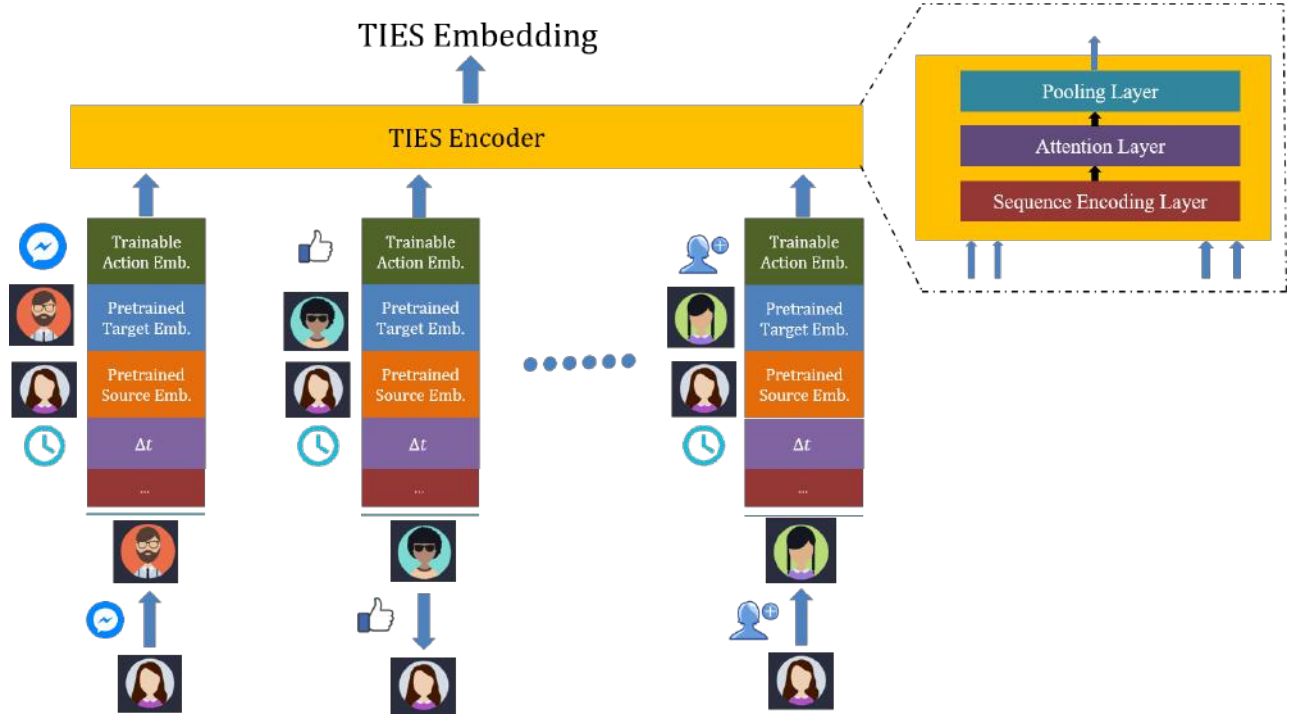 TIES Embedding
TIES Encoder
Pooling Layer
Attention Layer
Sequence Encoding Layer
Trainable
Action Emb.
Pretrained
Target Emb.
Pretrained
Source Emb.
Δt
...
Trainable
Action Emb.
Pretrained
Target Emb.
Pretrained
Source Emb.
Δt
...
Trainable
Action Emb.
Pretrained
Target Emb.
Pretrained
Source Emb.
Δt
...